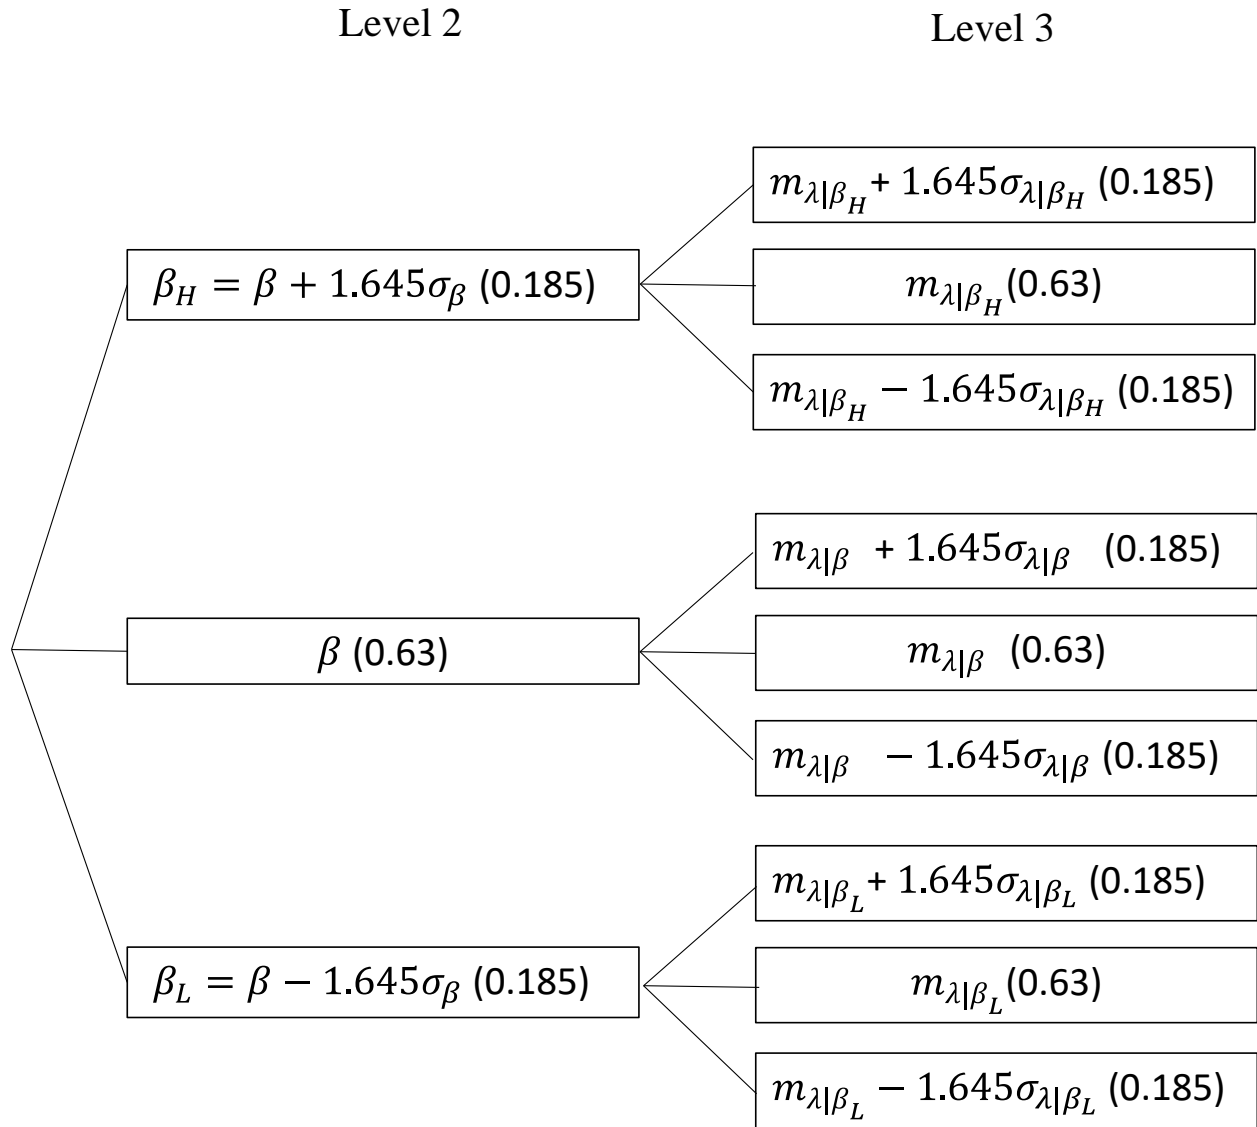 Level 2 Level 3
m_{λ|β_H} + 1.645σ_{λ|β_H} (0.185)
β_H = β + 1.645σ_β (0.185)
m_{λ|β_H} (0.63)
m_{λ|β_H} − 1.645σ_{λ|β_H} (0.185)
m_{λ|β} + 1.645σ_{λ|β} (0.185)
β (0.63)
m_{λ|β} (0.63)
m_{λ|β} − 1.645σ_{λ|β} (0.185)
m_{λ|β_L} + 1.645σ_{λ|β_L} (0.185)
β_L = β − 1.645σ_β (0.185)
m_{λ|β_L} (0.63)
m_{λ|β_L} − 1.645σ_{λ|β_L} (0.185)